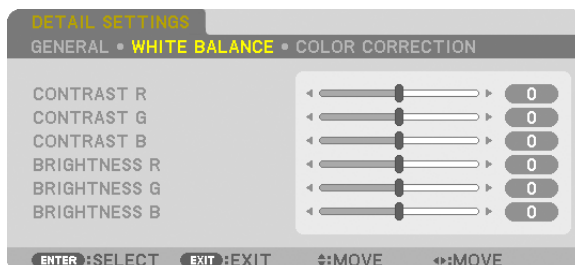 DETAIL SETTINGS
GENERAL • WHITE BALANCE • COLOR CORRECTION
CONTRAST R 0
CONTRAST G 0
CONTRAST B 0
BRIGHTNESS R 0
BRIGHTNESS G 0
BRIGHTNESS B 0
ENTER :SELECT EXIT :EXIT :MOVE :MOVE